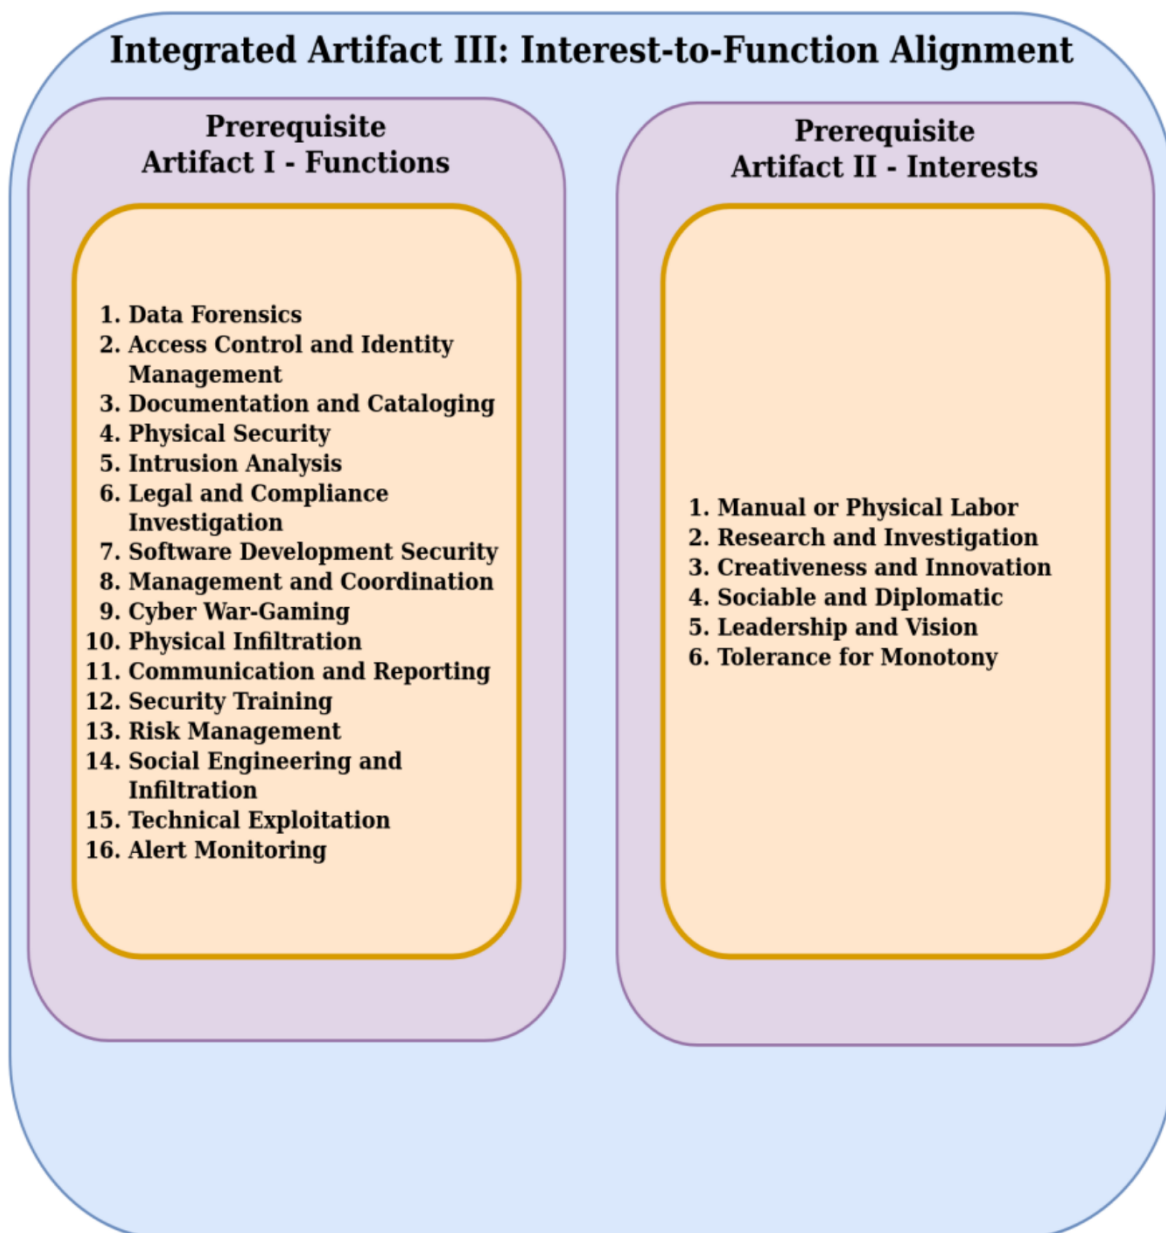 Integrated Artifact III: Interest-to-Function Alignment
Prerequisite
Artifact I - Functions
1. Data Forensics
2. Access Control and Identity
Management
3. Documentation and Cataloging
4. Physical Security
5. Intrusion Analysis
6. Legal and Compliance
Investigation
7. Software Development Security
8. Management and Coordination
9. Cyber War-Gaming
10. Physical Infiltration
11. Communication and Reporting
12. Security Training
13. Risk Management
14. Social Engineering and
Infiltration
15. Technical Exploitation
16. Alert Monitoring
Prerequisite
Artifact II - Interests
1. Manual or Physical Labor
2. Research and Investigation
3. Creativeness and Innovation
4. Sociable and Diplomatic
5. Leadership and Vision
6. Tolerance for Monotony